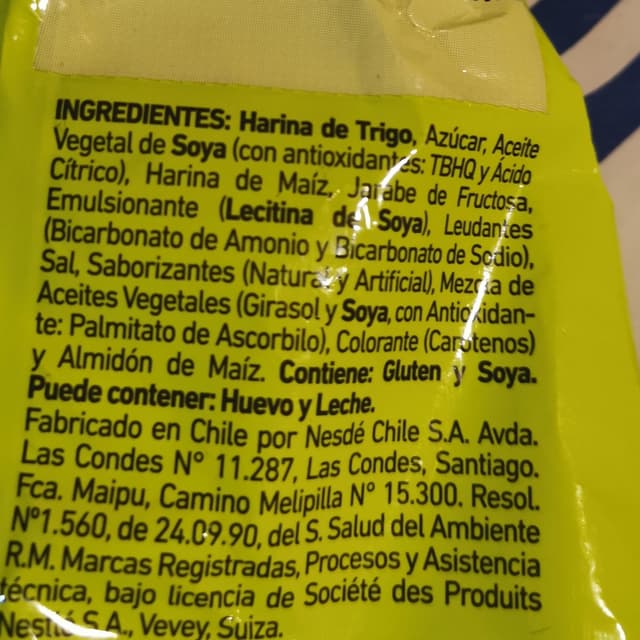 INGREDIENTES: Harina de Trigo, Azúcar, Aceite
Vegetal de Soya (con antioxidantes: TBHQ y Ácido
Cítrico), Harina de Maíz, Jarabe de Fructosa,
Emulsionante (Lecitina de Soya), Leudantes
(Bicarbonato de Amonio y Bicarbonato de Sodio),
Sal, Saborizantes (Natural y Artificial), Mezcla de
Aceites Vegetales (Girasol y Soya, con Antioxidan-
te: Palmitato de Ascorbilo), Colorante (Carotenos)
y Almidón de Maíz. Contiene: Gluten y Soya.
Puede contener: Huevo y Leche.
Fabricado en Chile por Nesdé Chile S.A. Avda.
Las Condes N° 11.287, Las Condes, Santiago.
Fca. Maipu, Camino Melipilla N° 15.300. Resol.
Nº1.560, de 24.09.90, del S. Salud del Ambiente
R.M. Marcas Registradas, Procesos y Asistencia
técnica, bajo licencia de Société des Produits
Nestlé S.A., Vevey, Suiza.